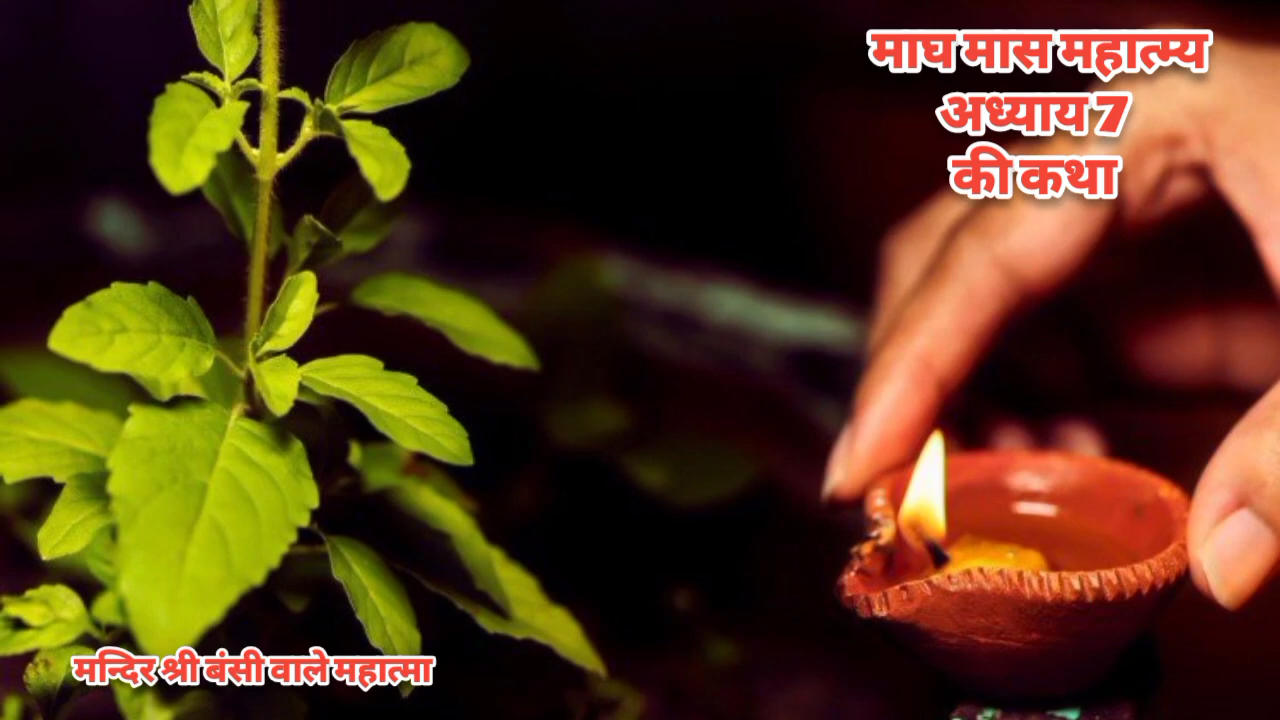 माघ मास महात्म्य
अध्याय 7
की कथा
मन्दिर श्री बंसी वाले महात्मा